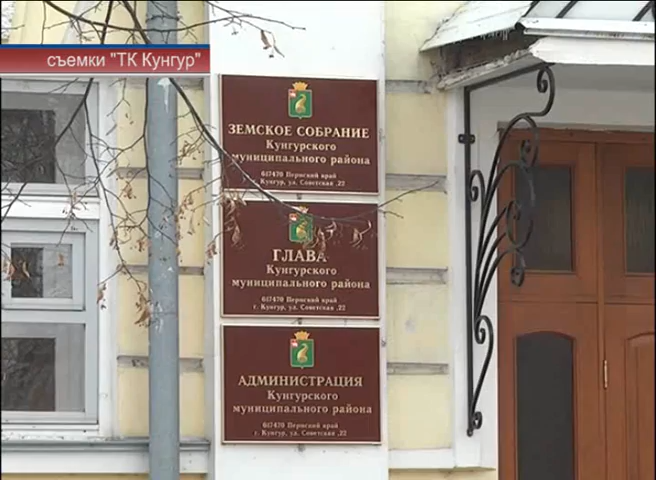 съемки "ТК Кунгур"
ЗЕМСКОЕ СОБРАНИЕ
Кунгурского
муниципального района
617470 Пермский край
г. Кунгур, ул. Советская ,22
ГЛАВА
Кунгурского
муниципального района
617470 Пермский край
г. Кунгур, ул. Советская ,22
АДМИНИСТРАЦИЯ
Кунгурского
муниципального района
617470 Пермский край
г. Кунгур, ул. Советская ,22